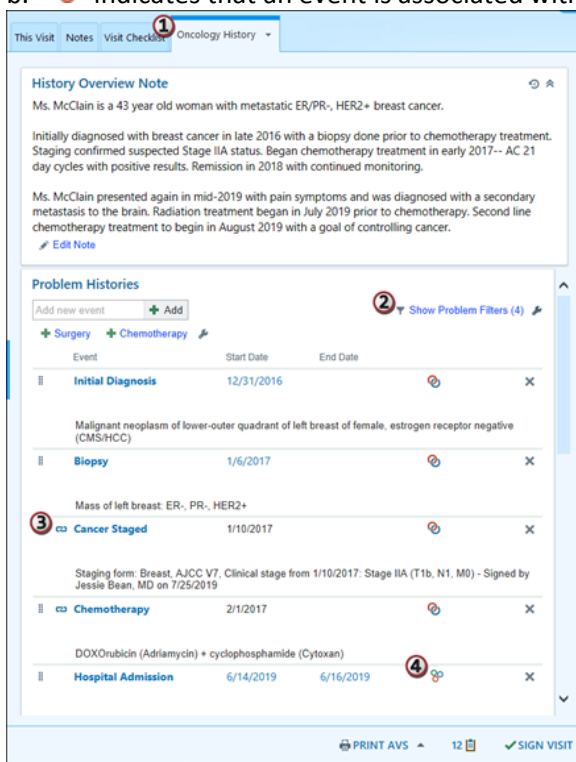 b. indicates that an event is associated with
1
This Visit Notes Visit Checklist Oncology History
History Overview Note
Ms. McClain is a 43 year old woman with metastatic ER/PR-, HER2+ breast cancer.
Initially diagnosed with breast cancer in late 2016 with a biopsy done prior to chemotherapy treatment.
Staging confirmed suspected Stage IIA status. Began chemotherapy treatment in early 2017-- AC 21
day cycles with positive results. Remission in 2018 with continued monitoring.
Ms. McClain presented again in mid-2019 with pain symptoms and was diagnosed with a secondary
metastasis to the brain. Radiation treatment began in July 2019 prior to chemotherapy. Second line
chemotherapy treatment to begin in August 2019 with a goal of controlling cancer.
Edit Note
Problem Histories
Add new event Add 2 Show Problem Filters (4)
Surgery Chemotherapy
Event Start Date End Date
Initial Diagnosis 12/31/2016
Malignant neoplasm of lower-outer quadrant of left breast of female, estrogen receptor negative
(CMS/HCC)
Biopsy 1/6/2017
Mass of left breast: ER-, PR-, HER2+
3 Cancer Staged 1/10/2017
Staging form: Breast, AJCC V7, Clinical stage from 1/10/2017: Stage IIA (T1b, N1, M0) - Signed by
Jessie Bean, MD on 7/25/2019
Chemotherapy 2/1/2017
DOXOrubicin (Adriamycin) + cyclophosphamide (Cytoxan)
Hospital Admission 6/14/2019 6/16/2019 4
PRINT AVS 12 SIGN VISIT